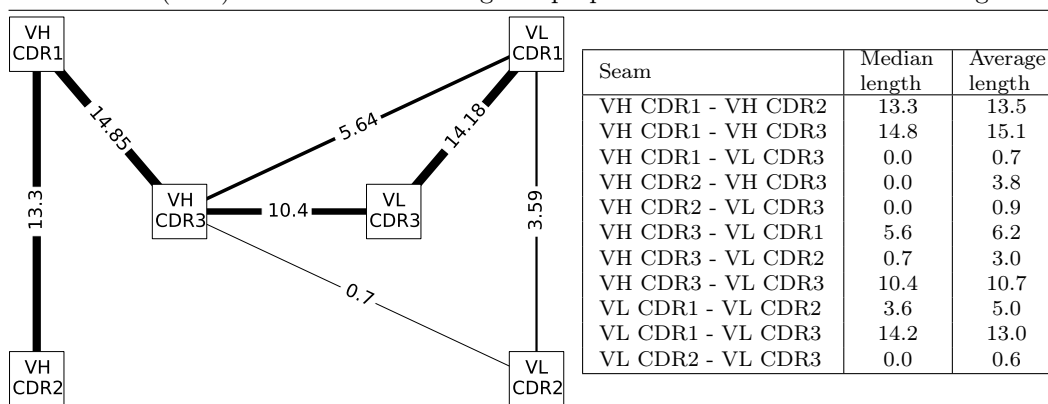 VH
CDR1
VL
CDR1
14.85
5.64
14.18
13.3
VH
CDR3
10.4
VL
CDR3
3.59
0.7
VH
CDR2
VL
CDR2
Seam Median length Average length
VH CDR1 - VH CDR2 13.3 13.5
VH CDR1 - VH CDR3 14.8 15.1
VH CDR1 - VL CDR3 0.0 0.7
VH CDR2 - VH CDR3 0.0 3.8
VH CDR2 - VL CDR3 0.0 0.9
VH CDR3 - VL CDR1 5.6 6.2
VH CDR3 - VL CDR2 0.7 3.0
VH CDR3 - VL CDR3 10.4 10.7
VL CDR1 - VL CDR2 3.6 5.0
VL CDR1 - VL CDR3 14.2 13.0
VL CDR2 - VL CDR3 0.0 0.6